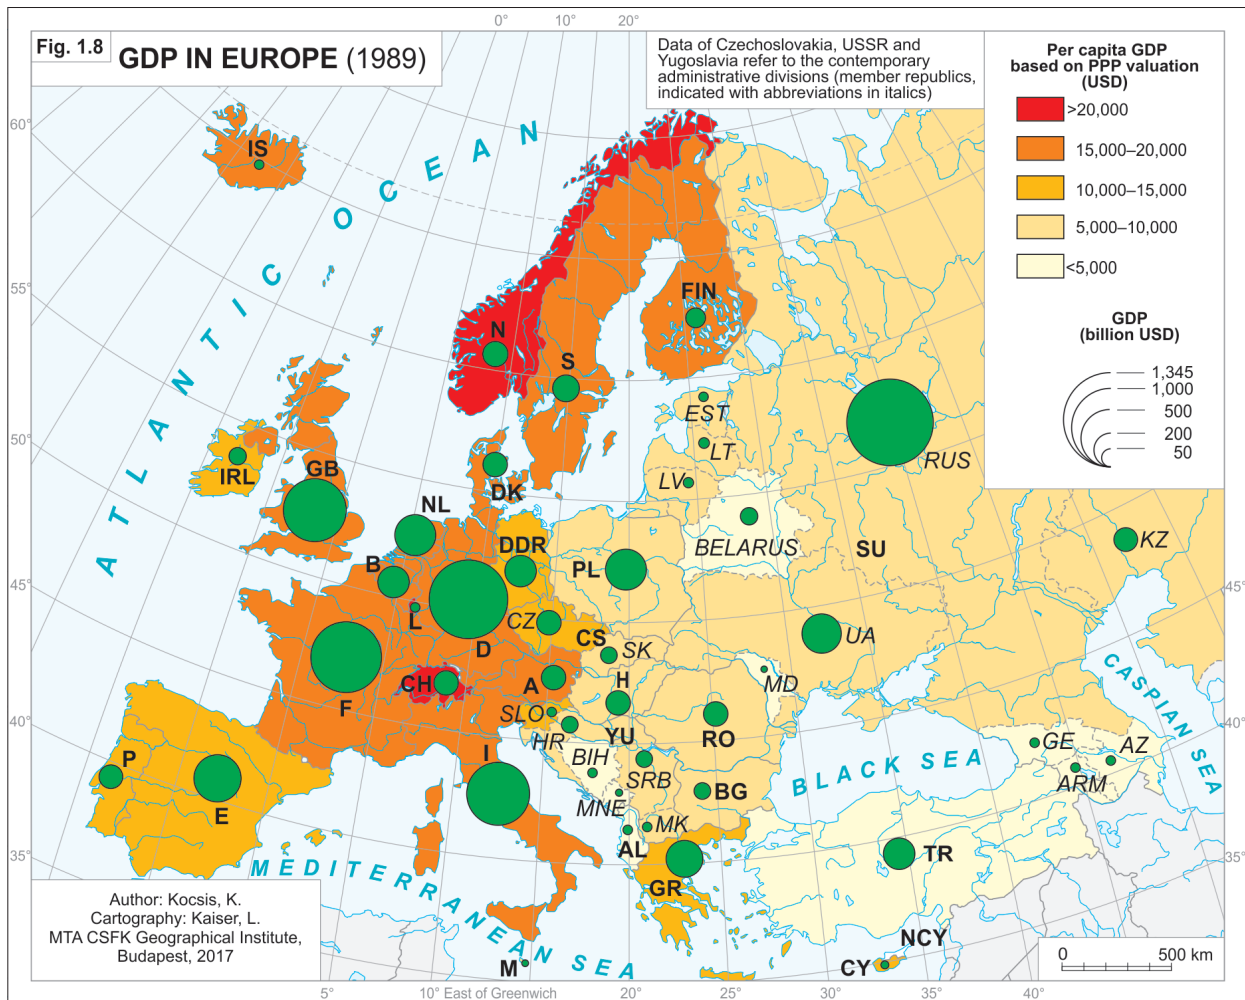 0° 10° 20°
Fig. 1.8
GDP IN EUROPE (1989)
Data of Czechoslovakia, USSR and
Yugoslavia refer to the contemporary
administrative divisions (member republics,
indicated with abbreviations in italics)
Per capita GDP
based on PPP valuation
(USD)
>20,000
15,000–20,000
10,000–15,000
5,000–10,000
<5,000
GDP
(billion USD)
1,345
1,000
500
200
50
60°
55°
50°
45°
40°
35°
45°
40°
35°
ATLANTIC OCEAN
IS
N
S
FIN
EST
LT
LV
RUS
IRL
GB
DK
NL
BELARUS
SU
KZ
DDR
B
PL
L
CZ
CS
SK
UA
D
CH
A
H
MD
F
SLO
HR
YU
RO
CASPIAN SEA
P
E
I
BIH
SRB
BG
BLACK SEA
GE
AZ
ARM
MNE
MK
AL
TR
GR
MEDITERRANEAN SEA
M
NCY
CY
Author: Kocsis, K.
Cartography: Kaiser, L.
MTA CSFK Geographical Institute,
Budapest, 2017
0 500 km
5° 10° East of Greenwich 20° 25° 30° 35° 40°